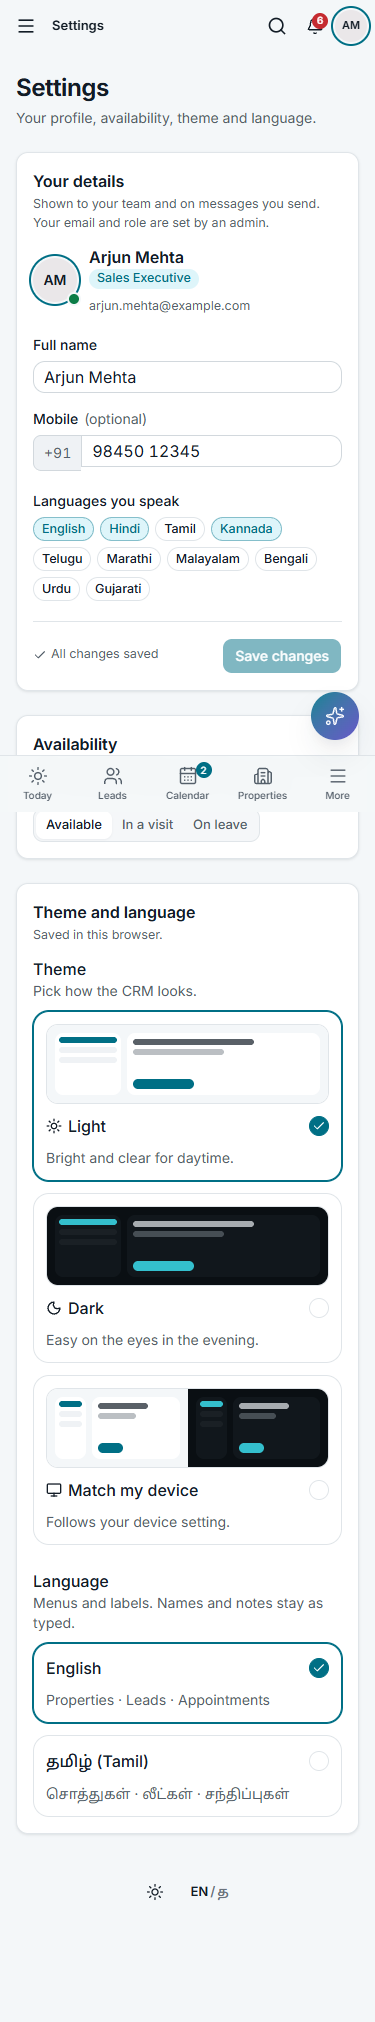 Settings
6
AM
Settings
Your profile, availability, theme and language.
Your details
Shown to your team and on messages you send.
Your email and role are set by an admin.
AM
Arjun Mehta
Sales Executive
arjun.mehta@example.com
Full name
Arjun Mehta
Mobile (optional)
+91 98450 12345
Languages you speak
English Hindi Tamil Kannada
Telugu Marathi Malayalam Bengali
Urdu Gujarati
All changes saved
Save changes
Availability
2
Today Leads Calendar Properties More
Available In a visit On leave
Theme and language
Saved in this browser.
Theme
Pick how the CRM looks.
Light
Bright and clear for daytime.
Dark
Easy on the eyes in the evening.
Match my device
Follows your device setting.
Language
Menus and labels. Names and notes stay as
typed.
English
Properties · Leads · Appointments
தமிழ் (Tamil)
சொத்துகள் · லீட்கள் · சந்திப்புகள்
EN / த